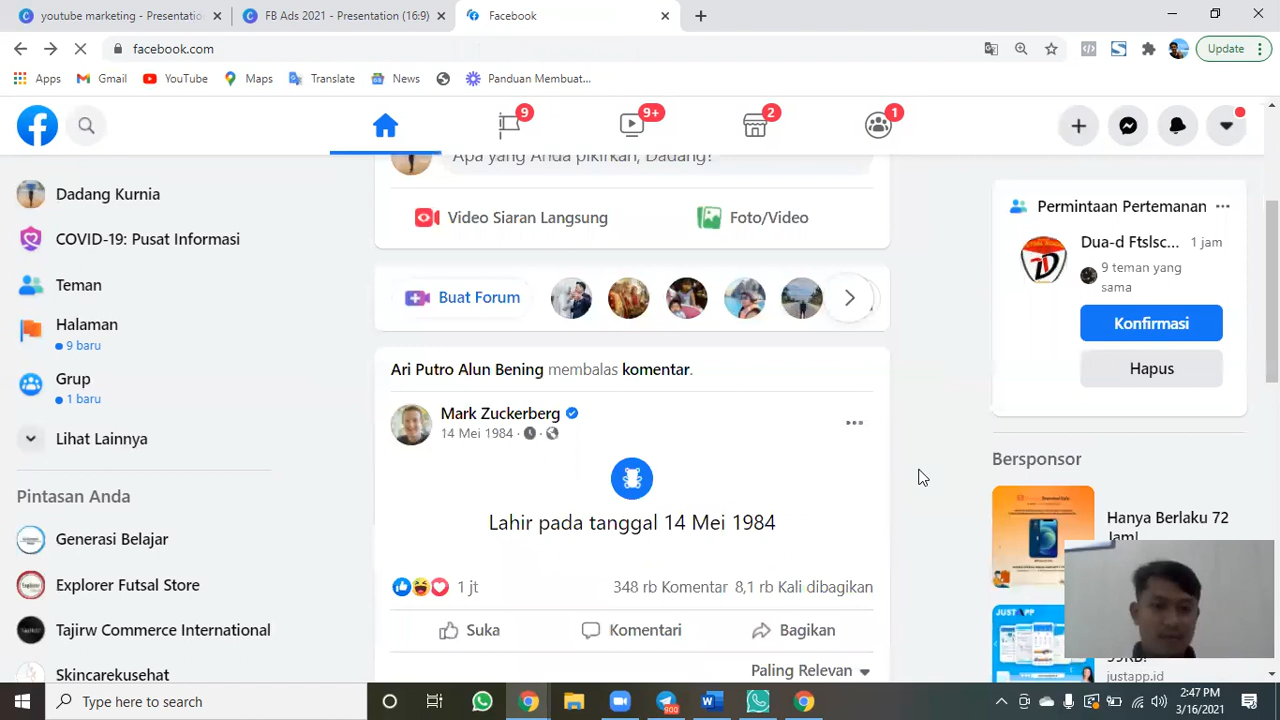 youtube marketing - Presentatio
FB Ads 2021 - Presentation (16:9)
Facebook
facebook.com
Update
Apps
Gmail
YouTube
Maps
Translate
News
Panduan Membuat...
9
9+
2
1
Dadang Kurnia
COVID-19: Pusat Informasi
Teman
Halaman
9 baru
Grup
1 baru
Lihat Lainnya
Pintasan Anda
Generasi Belajar
Explorer Futsal Store
Tajirw Commerce International
Skincarekusehat
Apa yang Anda pikirkan, Dadang?
Video Siaran Langsung
Foto/Video
Buat Forum
Ari Putro Alun Bening membalas komentar.
Mark Zuckerberg
14 Mei 1984
Lahir pada tanggal 14 Mei 1984
1 jt
348 rb Komentar 8,1 rb Kali dibagikan
Suka
Komentari
Bagikan
Paling Relevan
Permintaan Pertemanan
Dua-d Ftslsc...
1 jam
9 teman yang
sama
Konfirmasi
Hapus
Bersponsor
Hanya Berlaku 72
Jam!
justapp.id
Type here to search
900
2:47 PM
3/16/2021